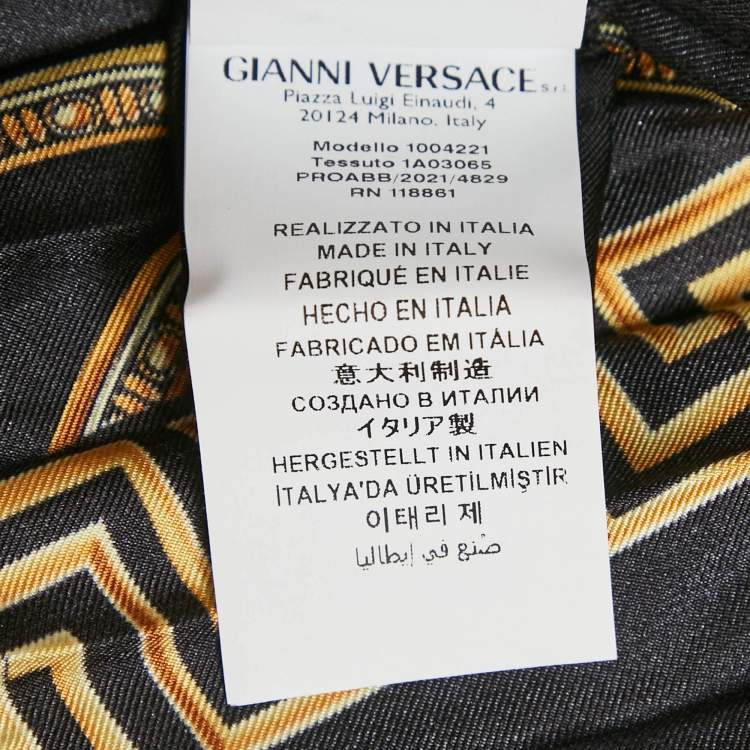 GIANNI VERSACE S.r.l.
Piazza Luigi Einaudi, 4
20124 Milano, Italy
Modello 1004221
Tessuto 1A03065
PROABB/2021/4829
RN 118861
REALIZZATO IN ITALIA
MADE IN ITALY
FABRIQUÉ EN ITALIE
HECHO EN ITALIA
FABRICADO EM ITÁLIA
意大利制造
СОЗДАНО В ИТАЛИИ
イタリア製
HERGESTELLT IN ITALIEN
İTALYA'DA ÜRETİLMİŞTİR
이태리 제
صُنع في إيطاليا